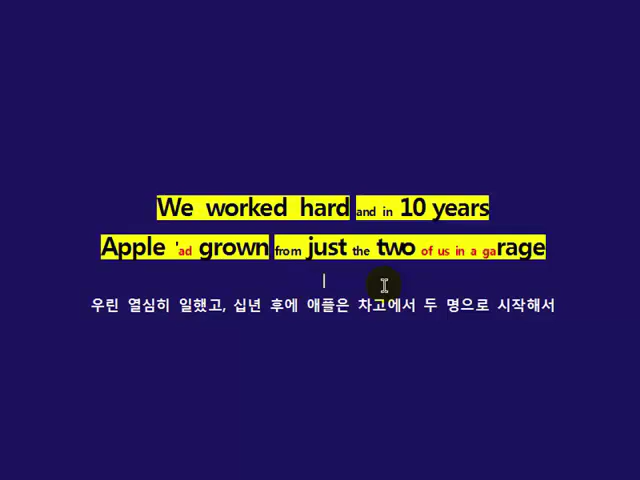 We worked hard and in 10 years
Apple 'ad grown from just the two of us in a garage
우린 열심히 일했고, 십년 후에 애플은 차고에서 두 명으로 시작해서